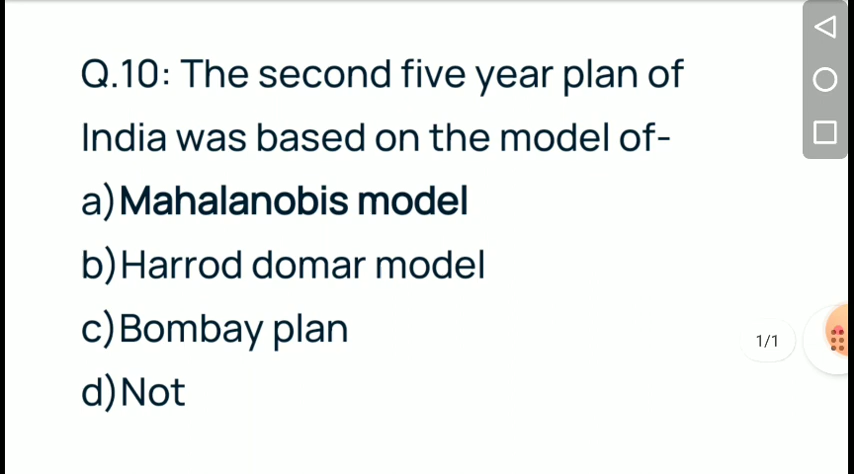 Q.10: The second five year plan of
India was based on the model of-
a)Mahalanobis model
b)Harrod domar model
c)Bombay plan
d)Not
1/1